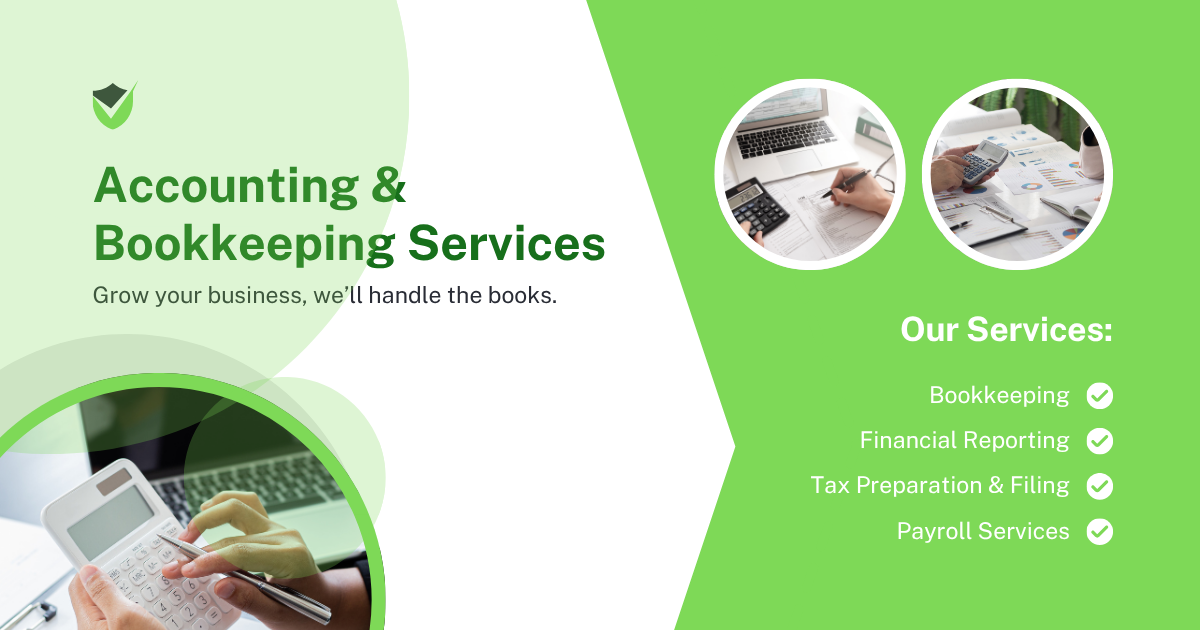 Accounting &
Bookkeeping Services
Grow your business, we’ll handle the books.
Our Services:
Bookkeeping
Financial Reporting
Tax Preparation & Filing
Payroll Services